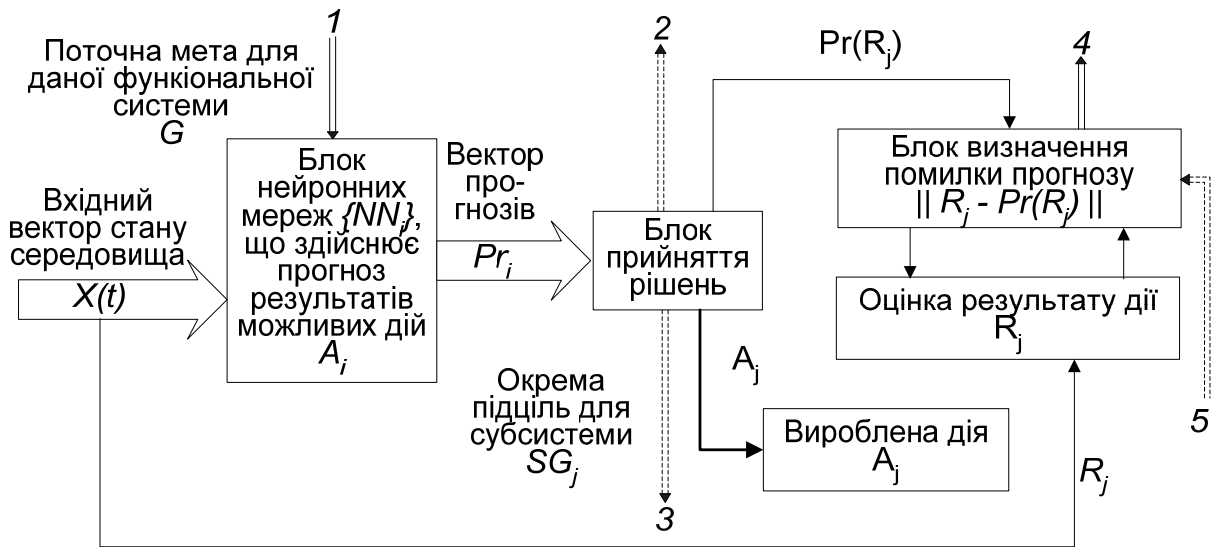 1
Поточна мета для
даної функіональної
системи
G
Вхідний
вектор стану
середовища
X(t)
Блок
нейронних
мереж {NNi},
що здійснює
прогноз
результатів
можливих дій
Ai
Вектор
про-
гнозів
Pri
2
Блок
прийняття
рішень
Окрема
підціль для
субсистеми
SGj
3
Aj
Вироблена дія
Aj
Pr(Rj)
4
Блок визначення
помилки прогнозу
|| Rj - Pr(Rj) ||
Оцінка результату дії
Rj
5
Rj